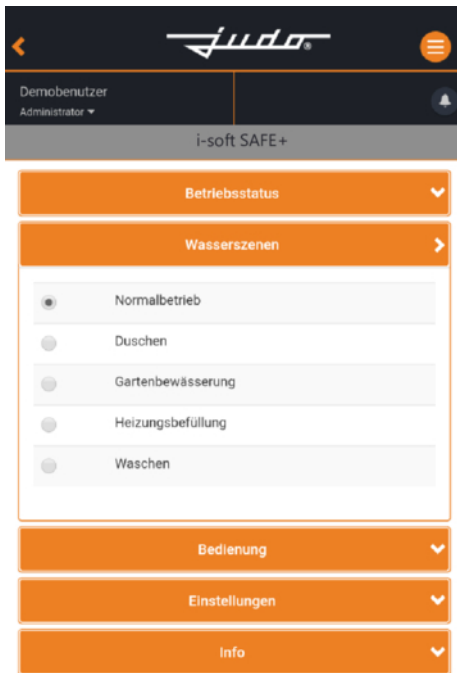 judo®
Demobenutzer
Administrator
i-soft SAFE+
Betriebsstatus
Wasserszenen
Normalbetrieb
Duschen
Gartenbewässerung
Heizungsbefüllung
Waschen
Bedienung
Einstellungen
Info